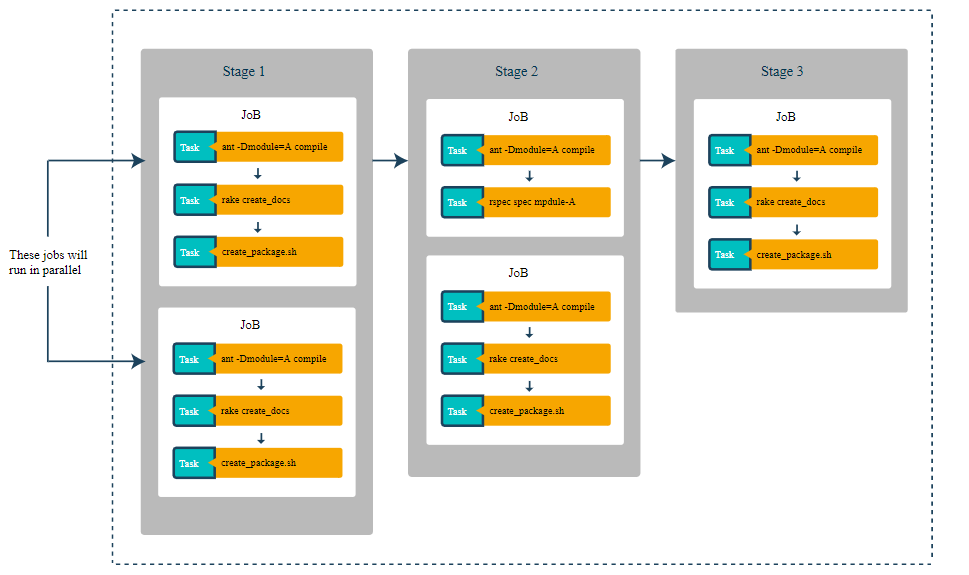 These jobs will
run in parallel
Stage 1
JoB
Task ant -Dmodule=A compile
Task rake create_docs
Task create_package.sh
JoB
Task ant -Dmodule=A compile
Task rake create_docs
Task create_package.sh
Stage 2
JoB
Task ant -Dmodule=A compile
Task rspec spec mpdule-A
JoB
Task ant -Dmodule=A compile
Task rake create_docs
Task create_package.sh
Stage 3
JoB
Task ant -Dmodule=A compile
Task rake create_docs
Task create_package.sh